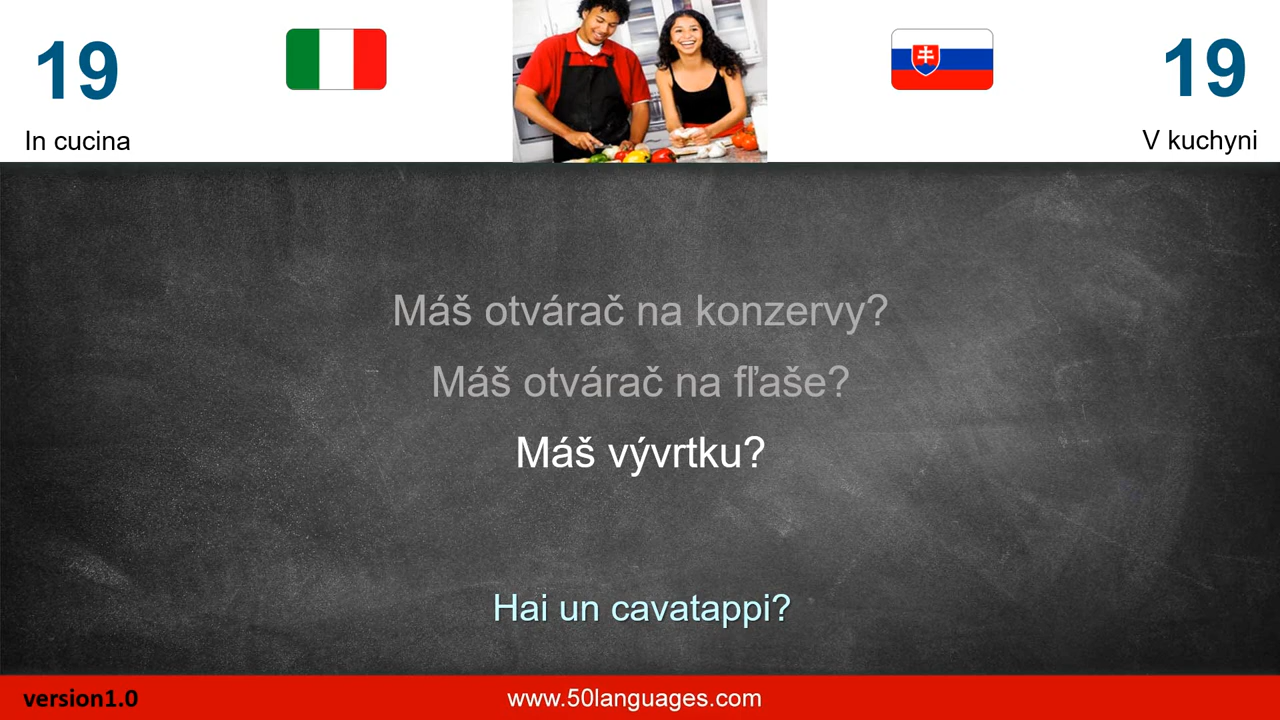 19
19
In cucina
V kuchyni
Máš otvárač na konzervy?
Máš otvárač na fľaše?
Máš vývrtku?
Hai un cavatappi?
version1.0
www.50languages.com